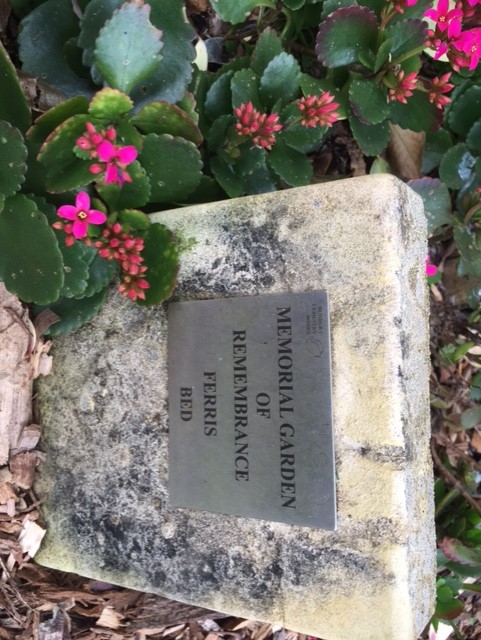 MEMORIAL GARDEN
OF
REMEMBRANCE
FERRIS
BED